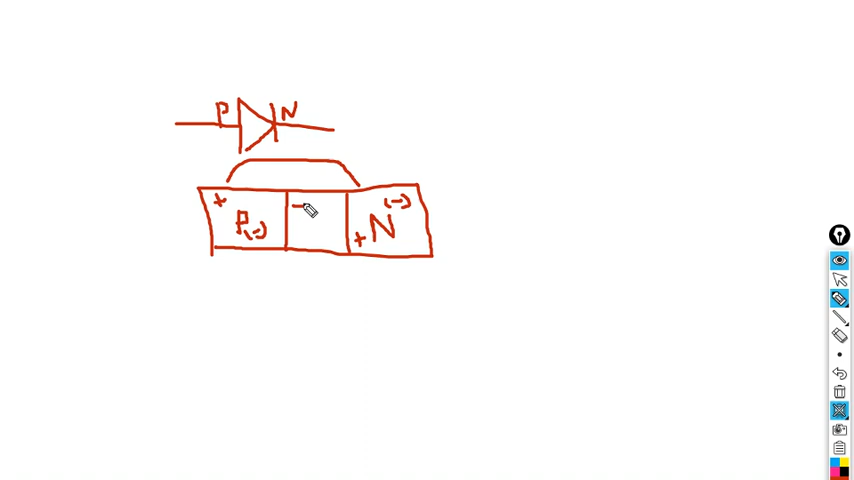 P N
+ P (-) - + N (-)